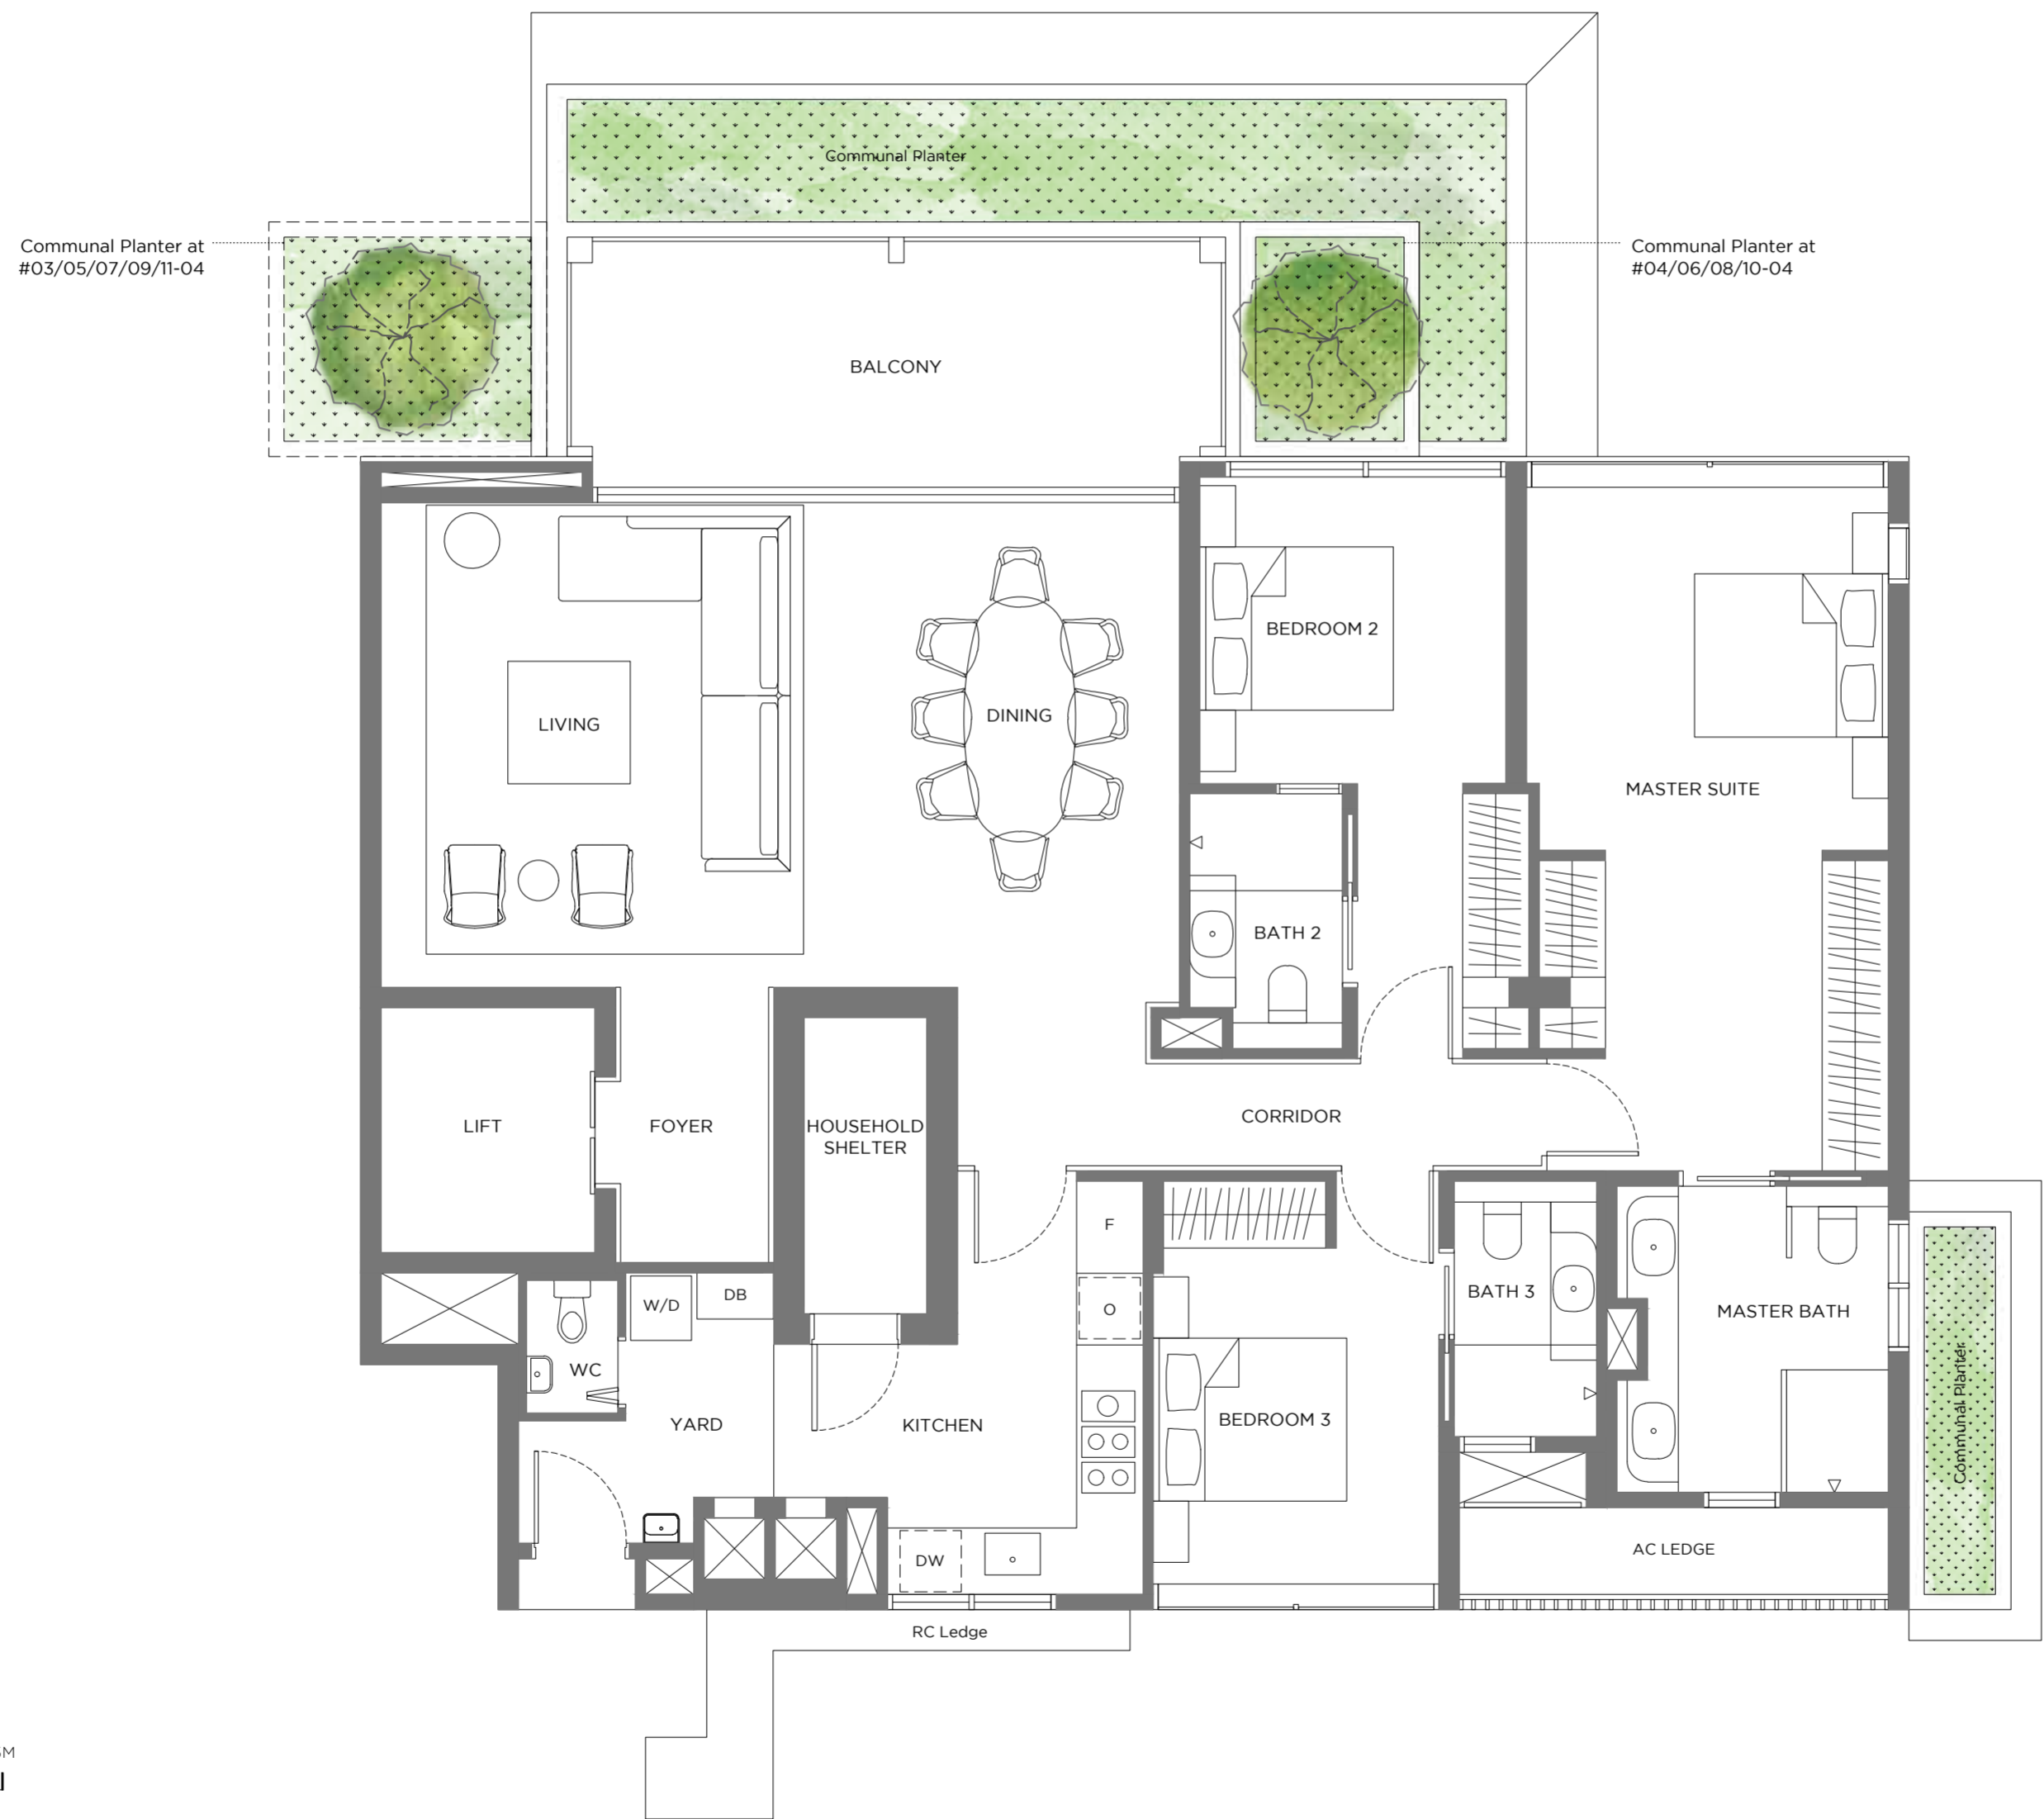 Communal Planter
Communal Planter at
#03/05/07/09/11-04
Communal Planter at
#04/06/08/10-04
BALCONY
BEDROOM 2
LIVING
DINING
MASTER SUITE
BATH 2
LIFT
FOYER
HOUSEHOLD
SHELTER
CORRIDOR
F
W/D
DB
O
BATH 3
MASTER BATH
WC
YARD
KITCHEN
BEDROOM 3
Communal Planter
DW
AC LEDGE
RC Ledge